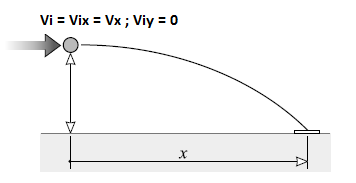 Vi = Vix = Vx ; Viy = 0
x